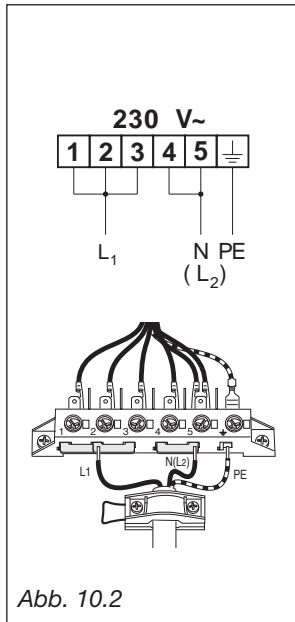 230 V~
1 2 3 4 5 ⏚
L₁ N PE
(L₂)
1 2 3 4 5 ⏚
L1 N(L2) PE
Abb. 10.2